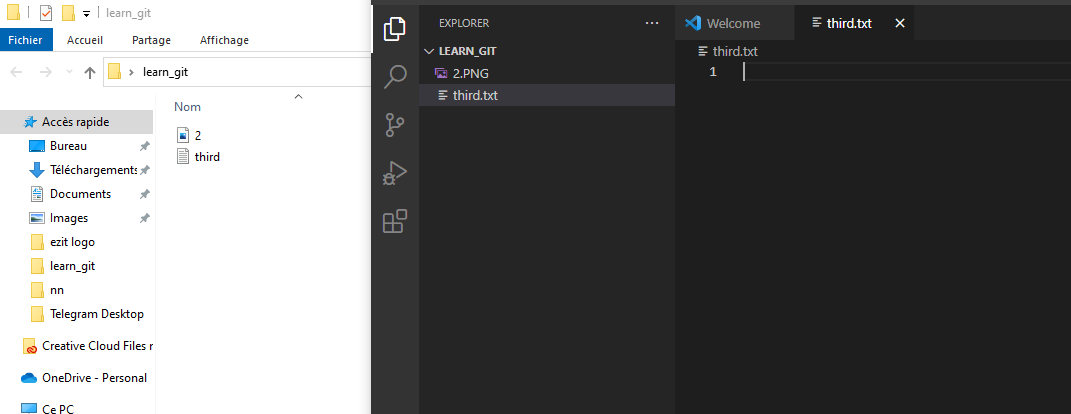 learn_git
Fichier Accueil Partage Affichage
learn_git
Nom
Accès rapide
Bureau
Téléchargements
Documents
Images
ezit logo
learn_git
nn
Telegram Desktop
Creative Cloud Files r
OneDrive - Personal
Ce PC
2
third
EXPLORER
LEARN_GIT
2.PNG
third.txt
Welcome third.txt
third.txt
1